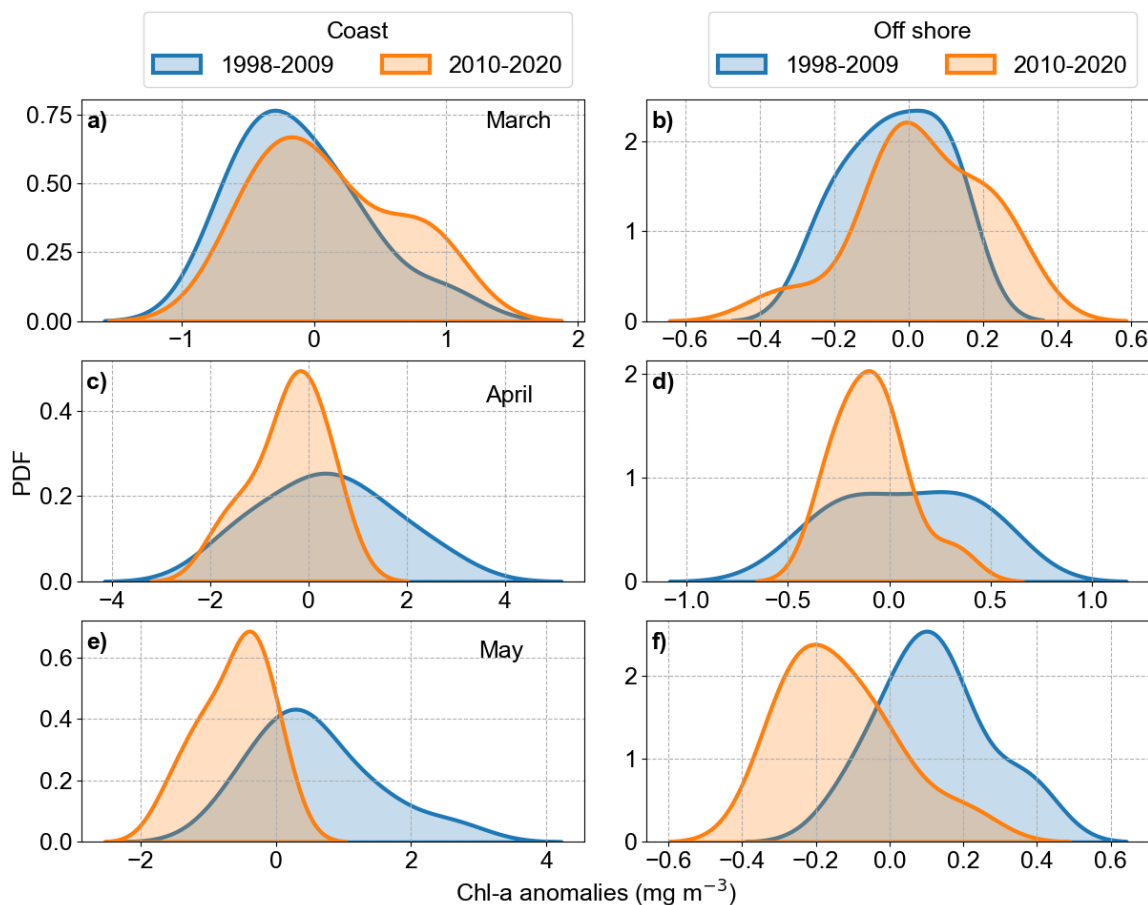 Coast
1998-2009 2010-2020
Off shore
1998-2009 2010-2020
a) March
0.75
0.50
0.25
0.00
−1 0 1 2
b)
2
1
0
−0.6 −0.4 −0.2 0.0 0.2 0.4 0.6
c) April
0.4
0.2
0.0
−4 −2 0 2 4
d)
2
1
0
−1.0 −0.5 0.0 0.5 1.0
PDF
e) May
0.6
0.4
0.2
0.0
−2 0 2 4
f)
2
1
0
−0.6 −0.4 −0.2 0.0 0.2 0.4 0.6
Chl-a anomalies (mg m⁻³)